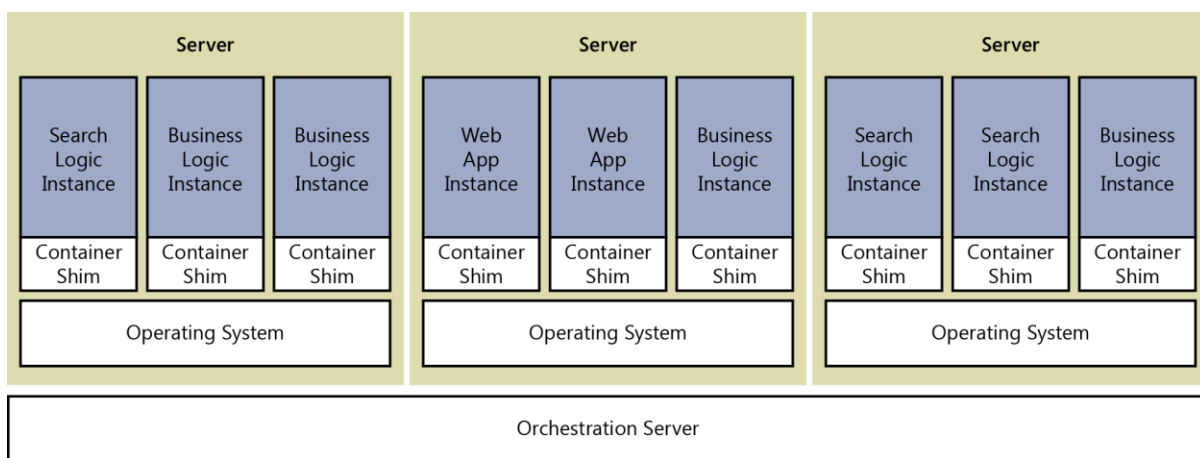 Server
Search
Logic
Instance
Container
Shim
Business
Logic
Instance
Container
Shim
Business
Logic
Instance
Container
Shim
Operating System
Server
Web
App
Instance
Container
Shim
Web
App
Instance
Container
Shim
Business
Logic
Instance
Container
Shim
Operating System
Server
Search
Logic
Instance
Container
Shim
Search
Logic
Instance
Container
Shim
Business
Logic
Instance
Container
Shim
Operating System
Orchestration Server